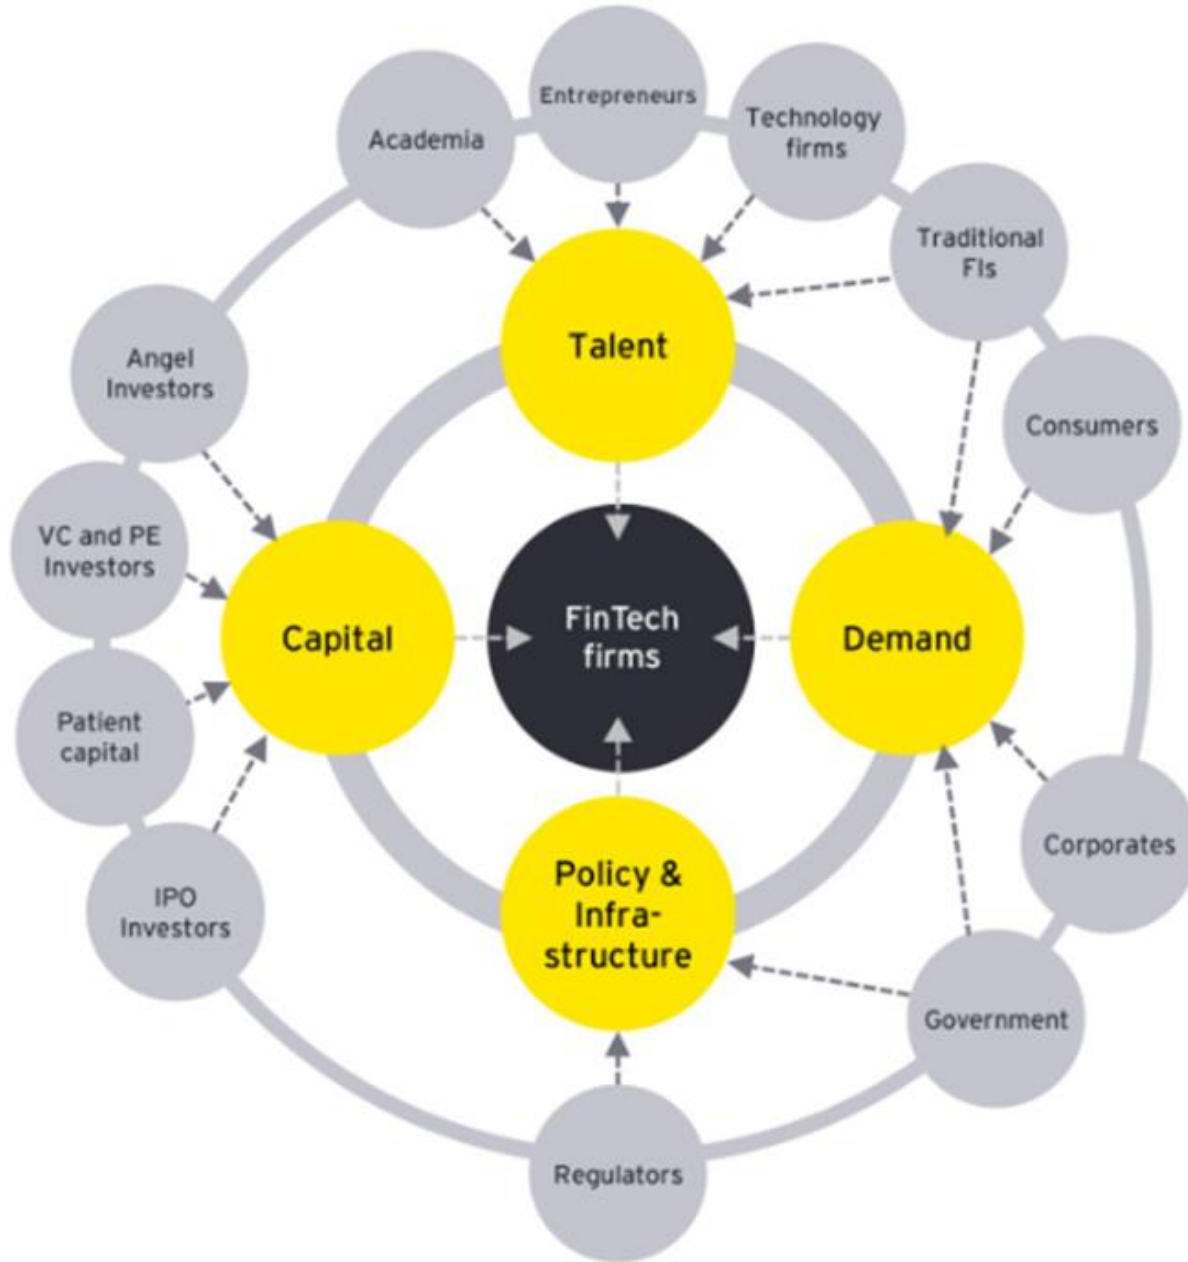 Entrepreneurs
Academia
Technology
firms
Traditional
FIs
Talent
Angel
Investors
Consumers
VC and PE
Investors
Capital
FinTech
firms
Demand
Patient
capital
Corporates
IPO
Investors
Policy &
Infra-
structure
Government
Regulators